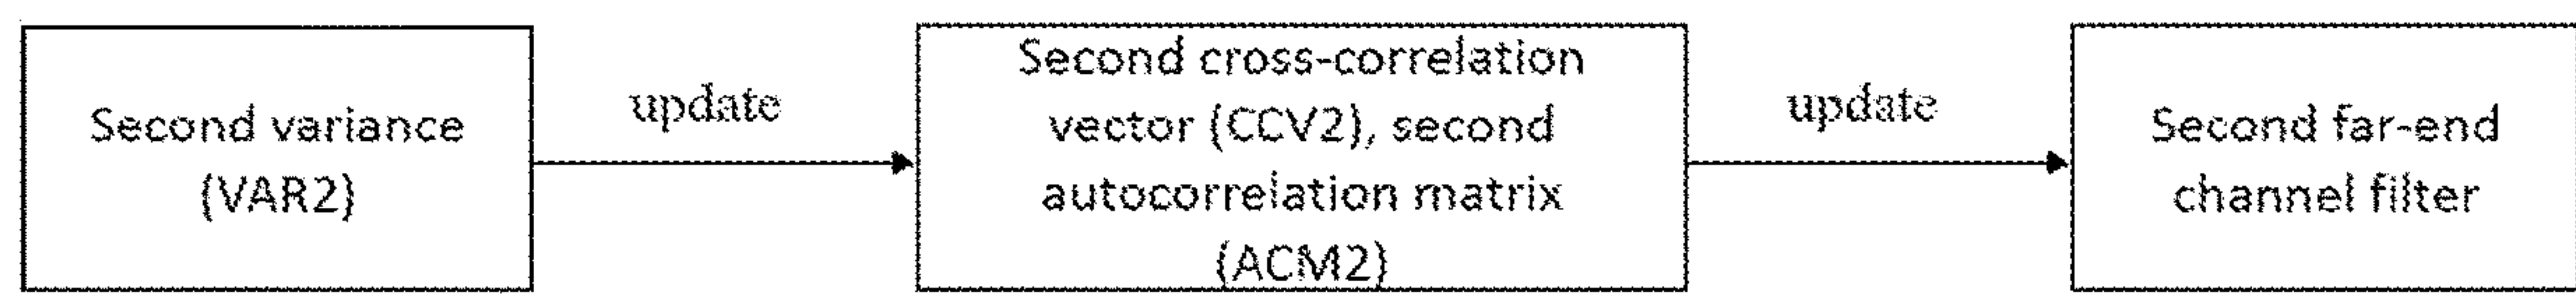 Second variance
(VAR2)
update
Second cross-correlation
vector (CCV2), second
autocorrelation matrix
(ACM2)
update
Second far-end
channel filter